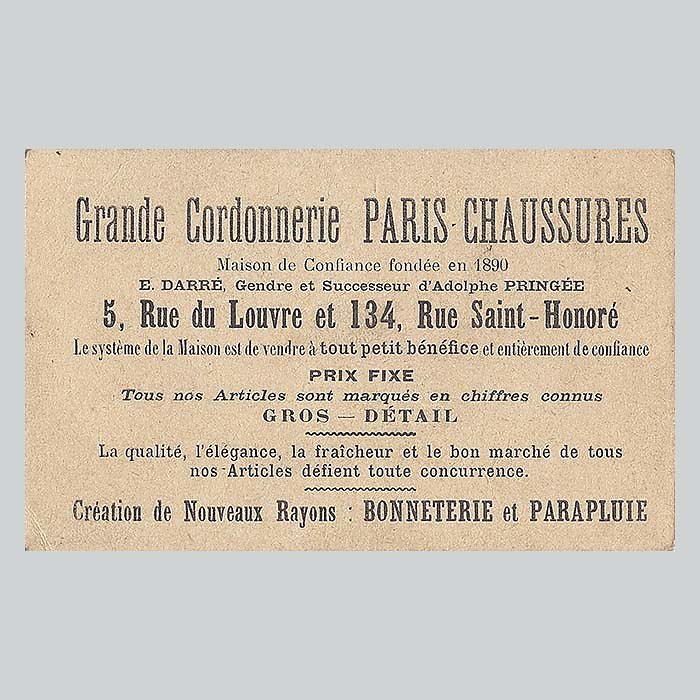 Grande Cordonnerie PARIS-CHAUSSURES
Maison de Confiance fondée en 1890
E. DARRÉ, Gendre et Successeur d'Adolphe PRINGÉE
5, Rue du Louvre et 134, Rue Saint-Honoré
Le système de la Maison est de vendre à tout petit bénéfice et entièrement de confiance
PRIX FIXE
Tous nos Articles sont marqués en chiffres connus
GROS — DÉTAIL
La qualité, l'élégance, la fraîcheur et le bon marché de tous
nos Articles défient toute concurrence.
Création de Nouveaux Rayons : BONNETERIE et PARAPLUIE